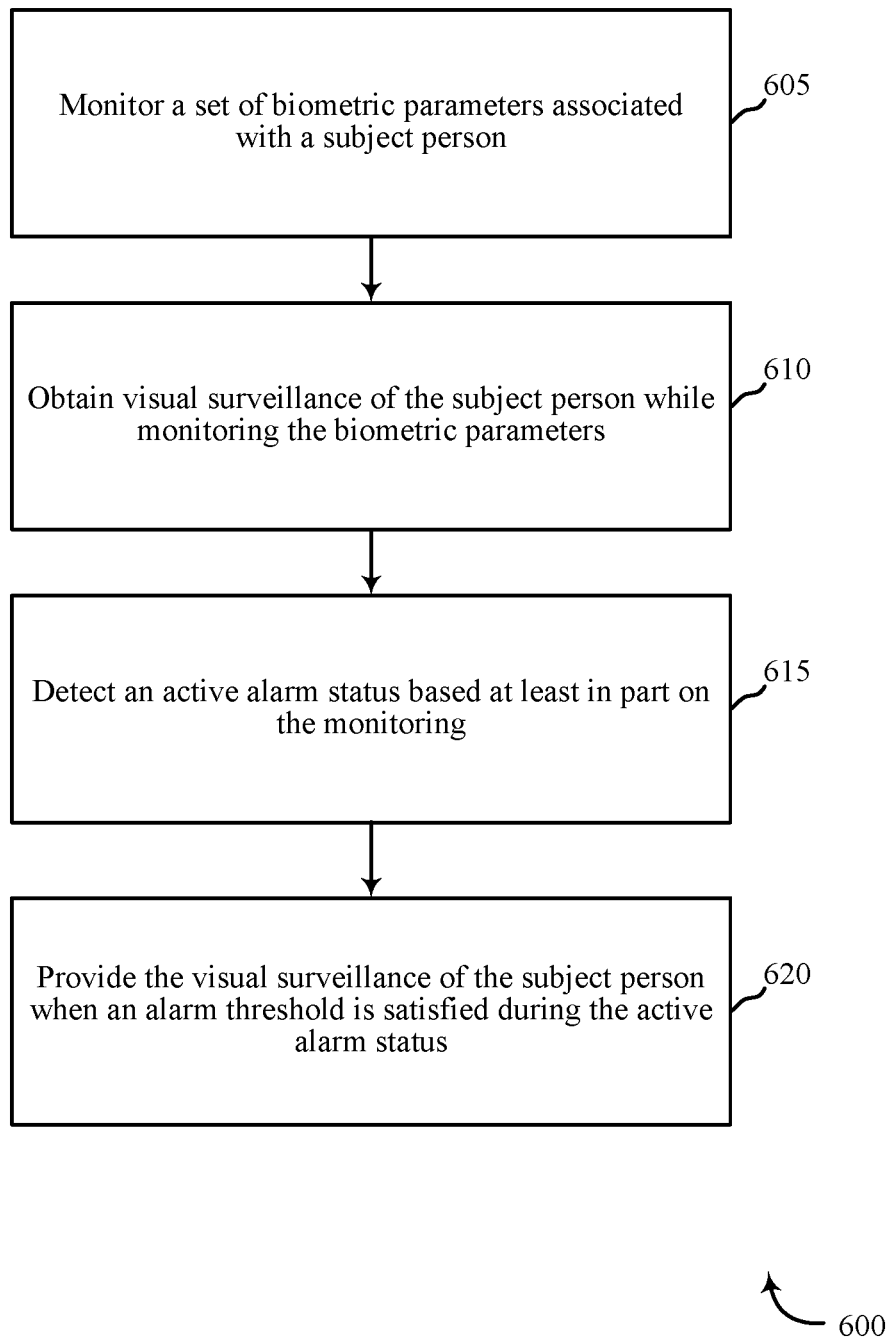 Monitor a set of biometric parameters associated
with a subject person
605
Obtain visual surveillance of the subject person while
monitoring the biometric parameters
610
Detect an active alarm status based at least in part on
the monitoring
615
Provide the visual surveillance of the subject person
when an alarm threshold is satisfied during the active
alarm status
620
600